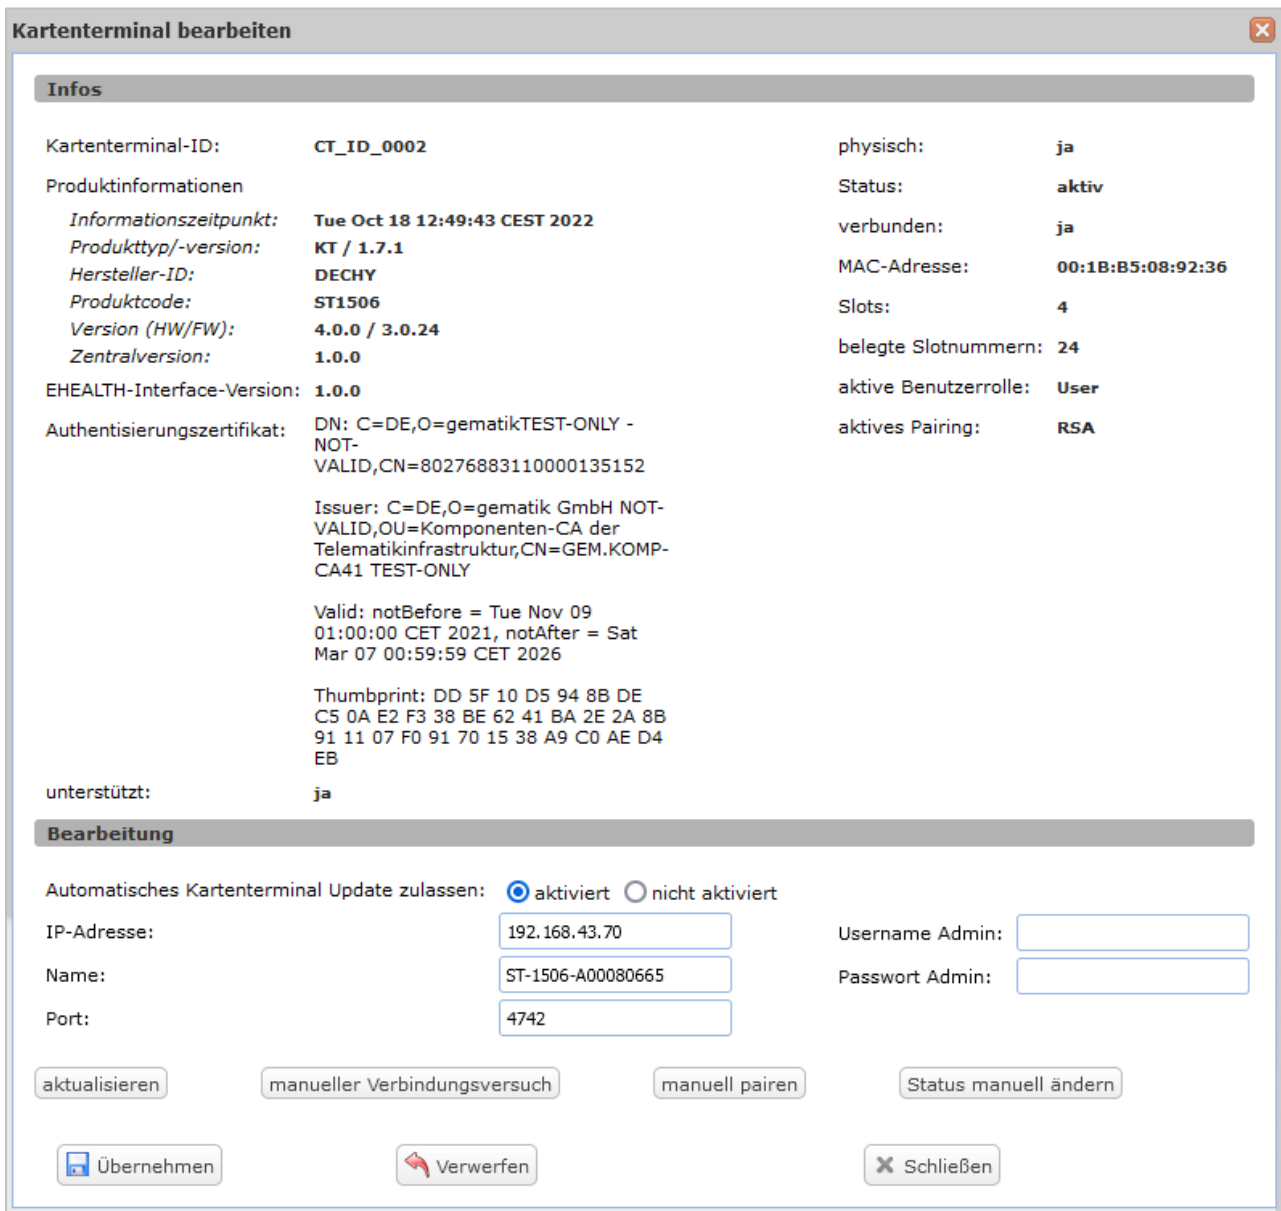 Kartenterminal bearbeiten
Infos
Kartenterminal-ID: CT_ID_0002
physisch: ja
Produktinformationen
Status: aktiv
Informationszeitpunkt: Tue Oct 18 12:49:43 CEST 2022
verbunden: ja
Produkttyp/-version: KT / 1.7.1
MAC-Adresse: 00:1B:B5:08:92:36
Hersteller-ID: DECHY
Produktcode: ST1506
Slots: 4
Version (HW/FW): 4.0.0 / 3.0.24
belegte Slotnummern: 24
Zentralversion: 1.0.0
EHEALTH-Interface-Version: 1.0.0
aktive Benutzerrolle: User
Authentisierungszertifikat: DN: C=DE,O=gematikTEST-ONLY -
aktives Pairing: RSA
NOT-
VALID,CN=80276883110000135152
Issuer: C=DE,O=gematik GmbH NOT-
VALID,OU=Komponenten-CA der
Telematikinfrastruktur,CN=GEM.KOMP-
CA41 TEST-ONLY
Valid: notBefore = Tue Nov 09
01:00:00 CET 2021, notAfter = Sat
Mar 07 00:59:59 CET 2026
Thumbprint: DD 5F 10 D5 94 8B DE
C5 0A E2 F3 38 BE 62 41 BA 2E 2A 8B
91 11 07 F0 91 70 15 38 A9 C0 AE D4
EB
unterstützt: ja
Bearbeitung
Automatisches Kartenterminal Update zulassen: aktiviert nicht aktiviert
IP-Adresse: 192.168.43.70
Username Admin:
Name: ST-1506-A00080665
Passwort Admin:
Port: 4742
aktualisieren
manueller Verbindungsversuch
manuell pairen
Status manuell ändern
Übernehmen
Verwerfen
Schließen